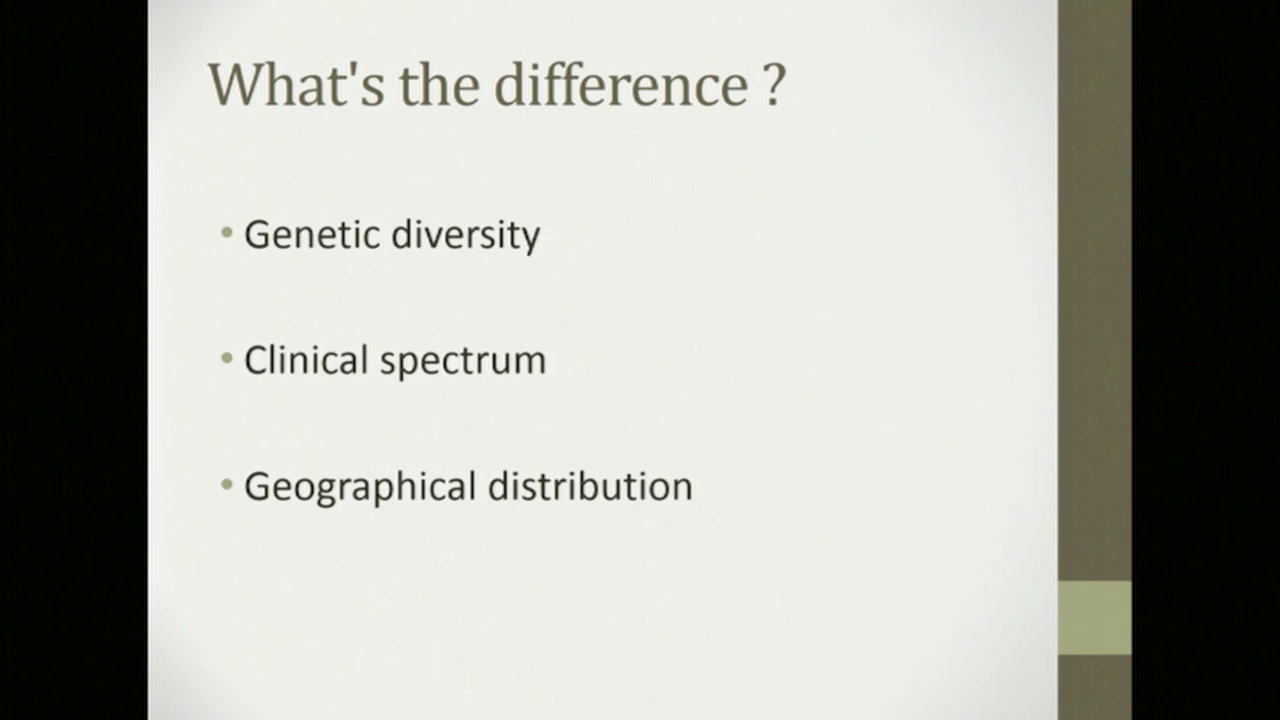 What's the difference ?
• Genetic diversity
• Clinical spectrum
• Geographical distribution